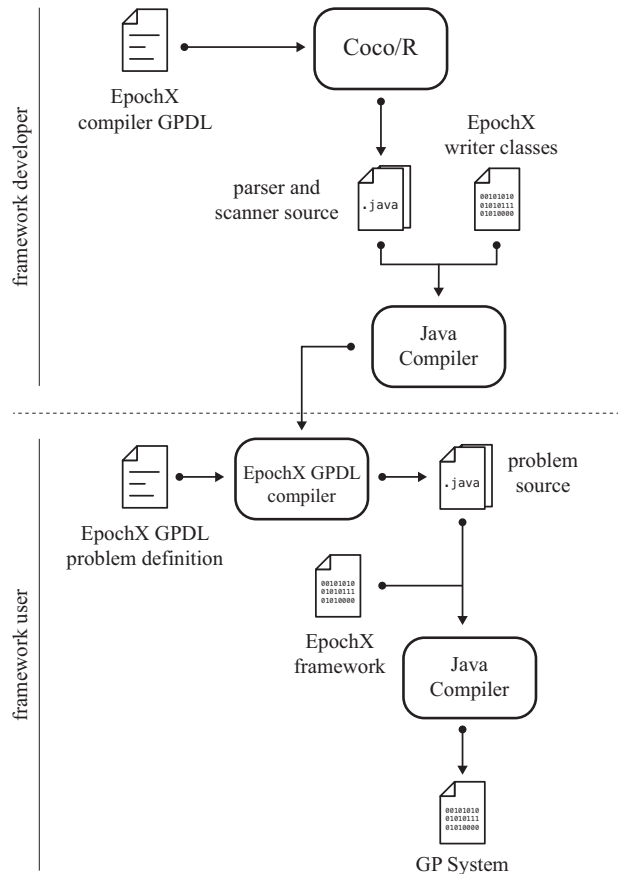 framework developer
EpochX
compiler GPDL
Coco/R
EpochX
writer classes
parser and
scanner source
.java
00101010
01010111
01010000
Java
Compiler
framework user
EpochX GPDL
compiler
.java
problem
source
EpochX GPDL
problem definition
00101010
01010111
01010000
EpochX
framework
Java
Compiler
00101010
01010111
01010000
GP System